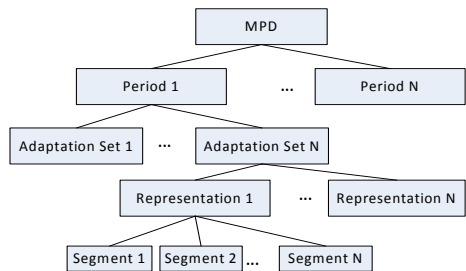 MPD
Period 1 ... Period N
Adaptation Set 1 ... Adaptation Set N
Representation 1 ... Representation N
Segment 1 Segment 2 ... Segment N